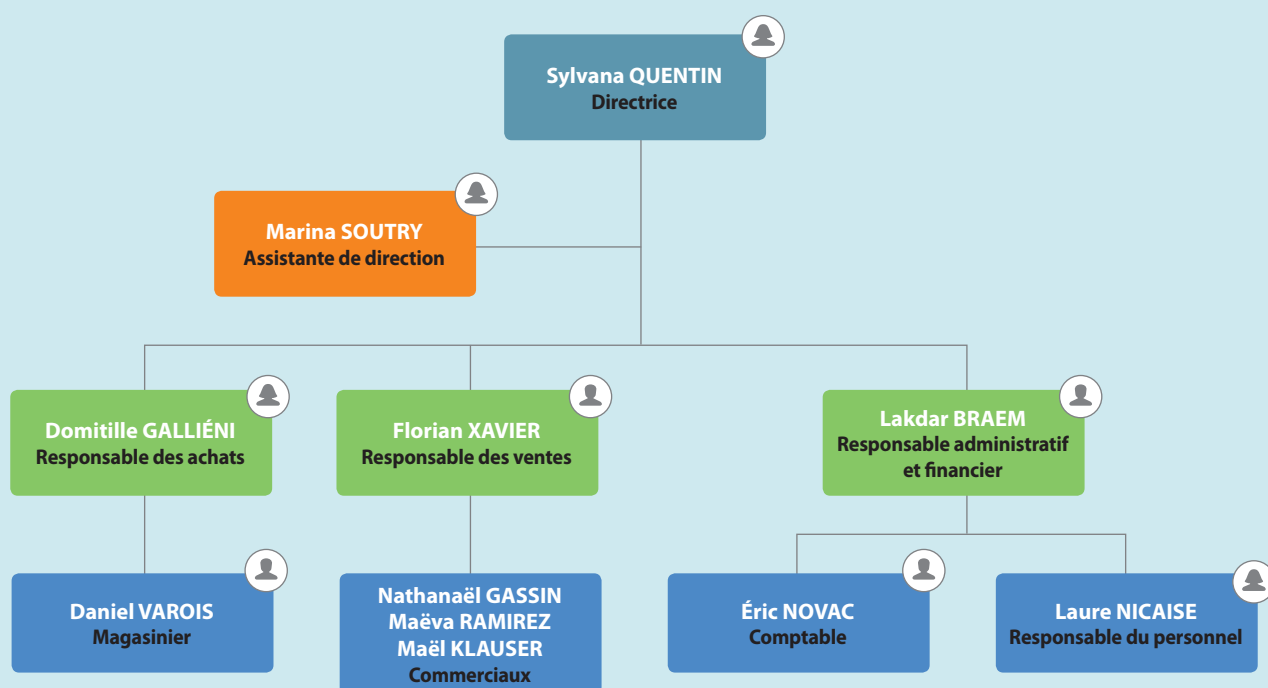 Sylvana QUENTIN
Directrice
Marina SOUTRY
Assistante de direction
Domitille GALLIÉNI
Responsable des achats
Florian XAVIER
Responsable des ventes
Lakdar BRAEM
Responsable administratif
et financier
Daniel VAROIS
Magasinier
Nathanaël GASSIN
Maëva RAMIREZ
Maël KLAUSER
Commerciaux
Éric NOVAC
Comptable
Laure NICAISE
Responsable du personnel